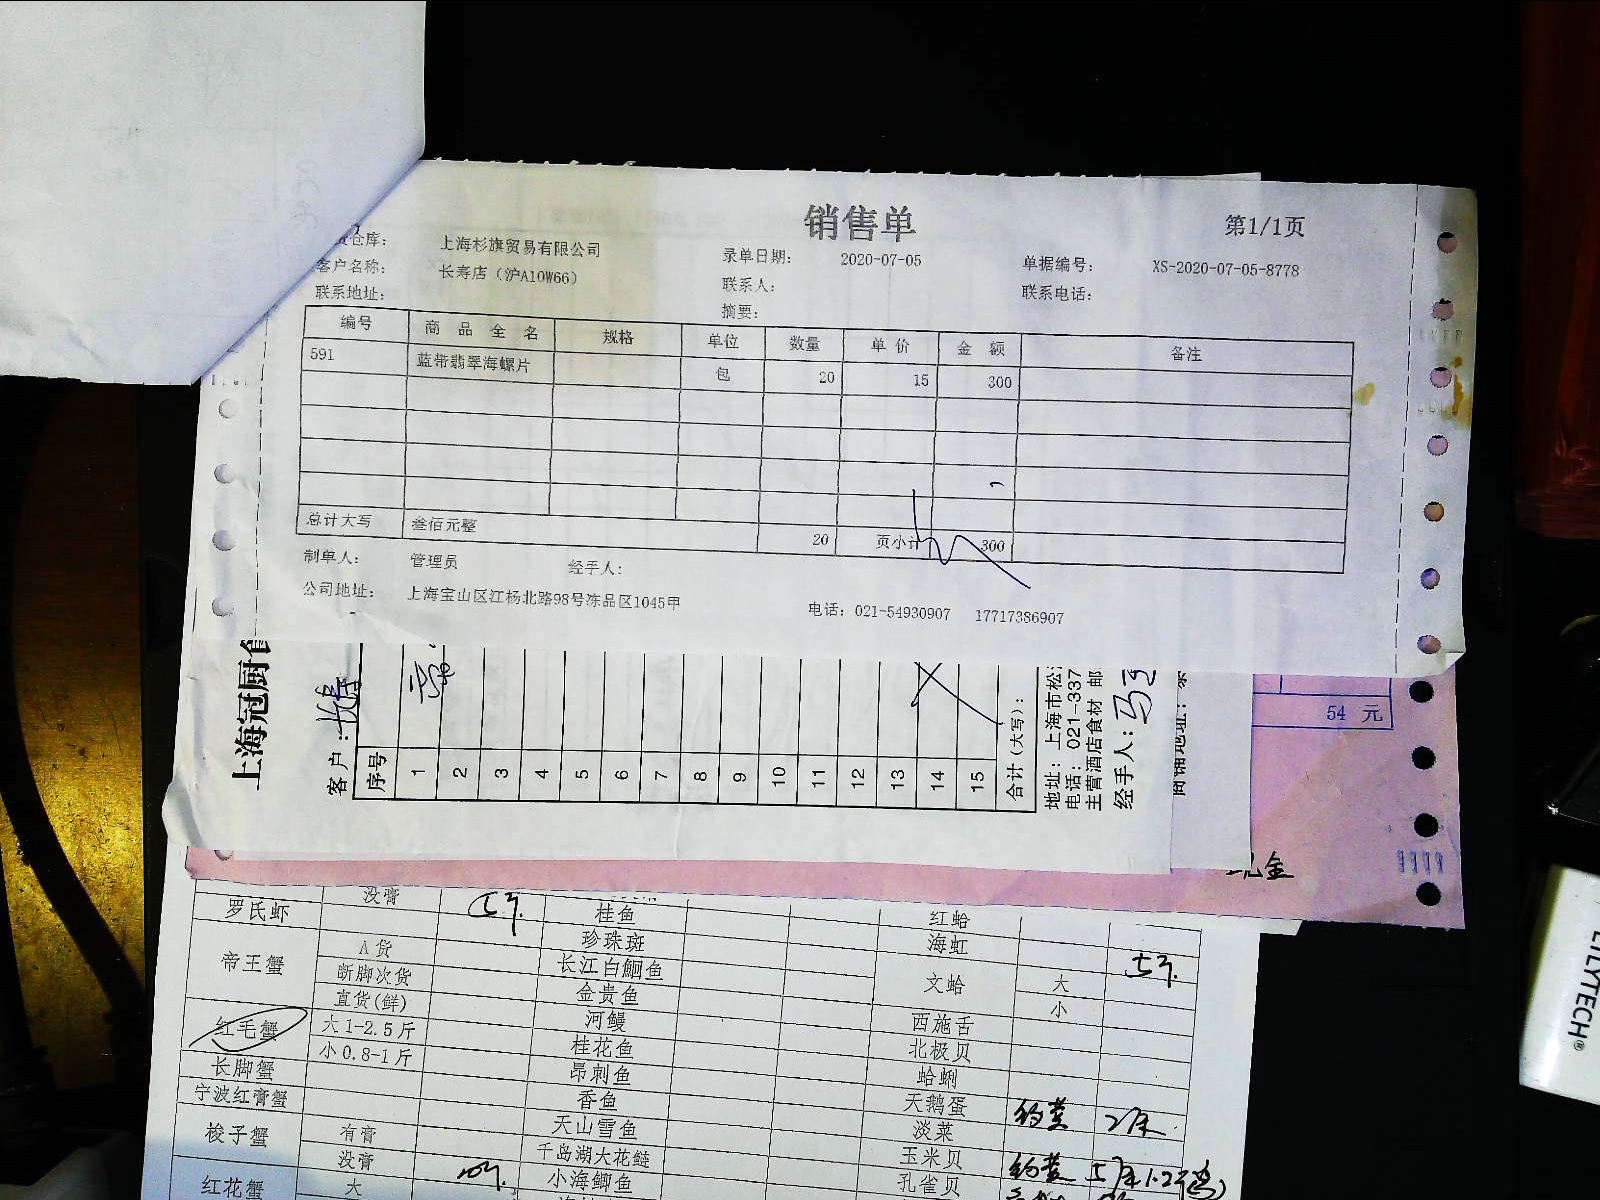 销售单
第1/1页
仓库： 上海杉旗贸易有限公司 录单日期： 2020-07-05 单据编号： XS-2020-07-05-8778
客户名称： 长寿店（沪A10W66） 联系人： 联系电话：
联系地址： 摘要：
编号 商品全名 规格 单位 数量 单价 金额 备注
591 蓝带翡翠海螺片 包 20 15 300
总计大写 叁佰元整 20 页小计 300
制单人： 管理员 经手人：
公司地址： 上海宝山区江杨北路98号冻品区1045甲 电话：021-54930907 17717386907
上海冠厨食
客户：长寿
序号 1 2 3 4 5 6 7 8 9 10 11 12 13 14 15
合计(大写)：
地址：上海市松
电话：021-337
主营酒店食材 邮
经手人：马
54 元
金
没膏
罗氏虾 桂鱼 红蛤
珍珠斑 海虹
帝王蟹 A货 长江白鮰鱼 文蛤 大
断脚次货 金贵鱼 小
直货(鲜) 河鳗 西施舌
红毛蟹 大1-2.5斤 桂花鱼 北极贝
小0.8-1斤 昂刺鱼 蛤蜊
长脚蟹 香鱼 天鹅蛋
宁波红膏蟹 天山雪鱼 淡菜
梭子蟹 有膏 千岛湖大花鲢 玉米贝
没膏 小海鲫鱼 孔雀贝
红花蟹 大
LILYTECH®